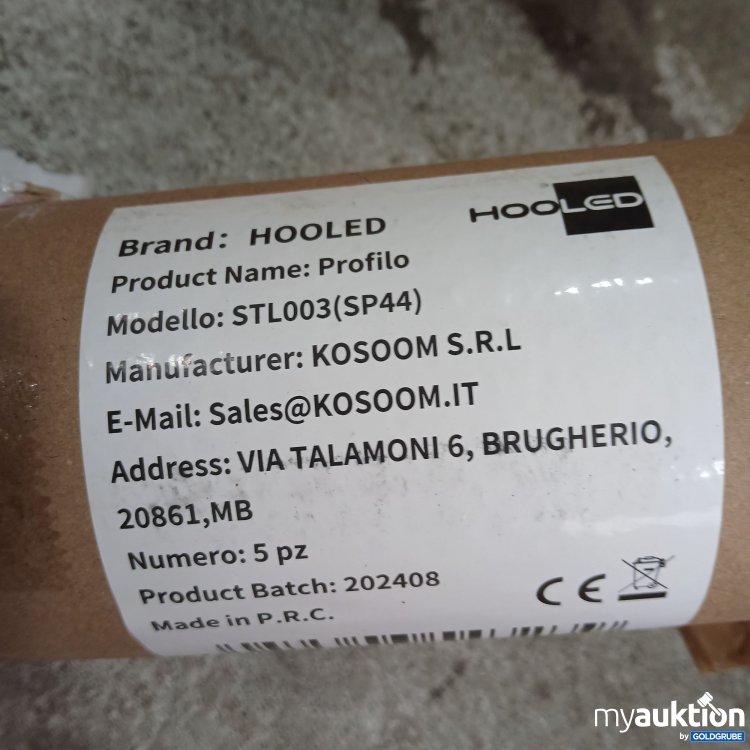 Brand: HOOLED
HOOLED
Product Name: Profilo
Modello: STL003(SP44)
Manufacturer: KOSOOM S.R.L
E-Mail: Sales@KOSOOM.IT
Address: VIA TALAMONI 6, BRUGHERIO,
20861,MB
Numero: 5 pz
Product Batch: 202408
Made in P.R.C.
CE
myauktion
by GOLDGRUBE